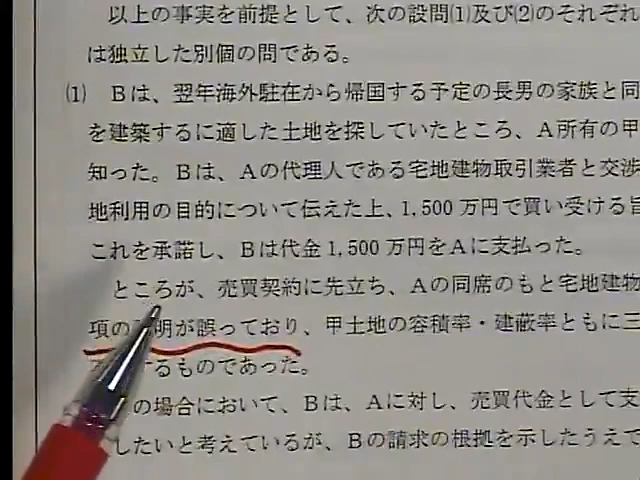 以上の事実を前提として、次の設問⑴及び⑵のそれぞれ
は独立した別個の問である。
⑴ Bは、翌年海外駐在から帰国する予定の長男の家族と同
を建築するに適した土地を探していたところ、A所有の甲
知った。Bは、Aの代理人である宅地建物取引業者と交渉
地利用の目的について伝えた上、1,500万円で買い受ける旨
これを承諾し、Bは代金1,500万円をAに支払った。
ところが、売買契約に先立ち、Aの同席のもと宅地建物
項の 明が誤っており、甲土地の容積率・建蔽率ともに三
するものであった。
の場合において、Bは、Aに対し、売買代金として支
したいと考えているが、Bの請求の根拠を示したうえで